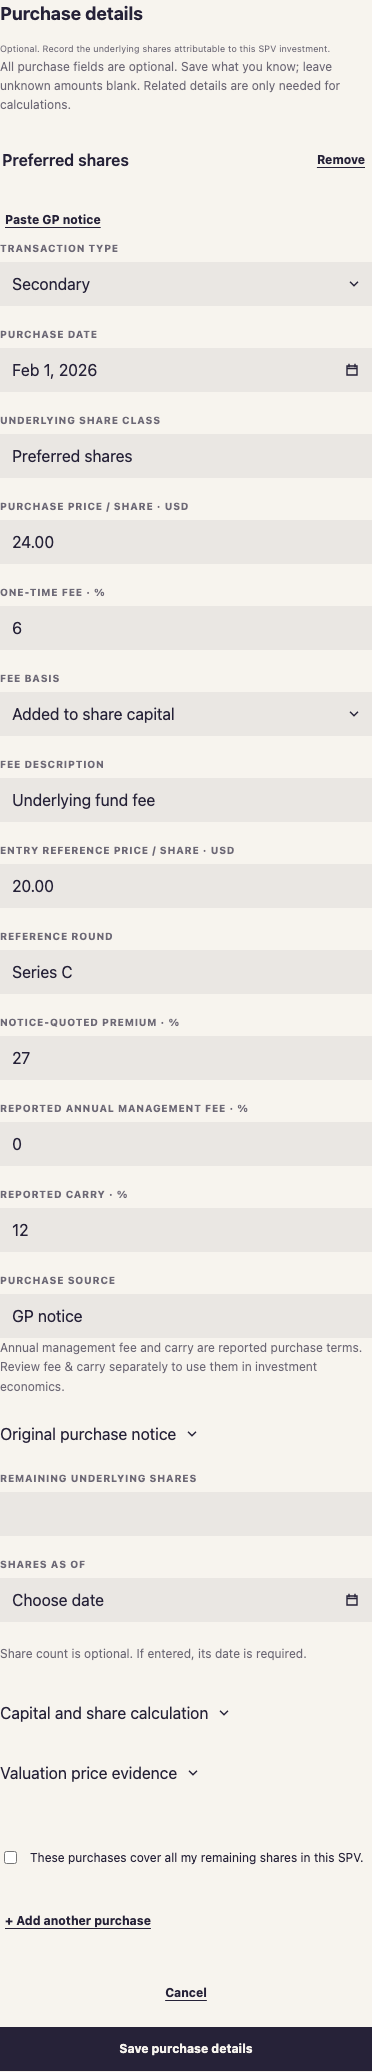 Purchase details
Optional. Record the underlying shares attributable to this SPV investment.
All purchase fields are optional. Save what you know; leave
unknown amounts blank. Related details are only needed for
calculations.
Preferred shares
Remove
Paste GP notice
TRANSACTION TYPE
Secondary
PURCHASE DATE
Feb 1, 2026
UNDERLYING SHARE CLASS
Preferred shares
PURCHASE PRICE / SHARE · USD
24.00
ONE-TIME FEE · %
6
FEE BASIS
Added to share capital
FEE DESCRIPTION
Underlying fund fee
ENTRY REFERENCE PRICE / SHARE · USD
20.00
REFERENCE ROUND
Series C
NOTICE-QUOTED PREMIUM · %
27
REPORTED ANNUAL MANAGEMENT FEE · %
0
REPORTED CARRY · %
12
PURCHASE SOURCE
GP notice
Annual management fee and carry are reported purchase terms.
Review fee & carry separately to use them in investment
economics.
Original purchase notice
REMAINING UNDERLYING SHARES
SHARES AS OF
Choose date
Share count is optional. If entered, its date is required.
Capital and share calculation
Valuation price evidence
These purchases cover all my remaining shares in this SPV.
+ Add another purchase
Cancel
Save purchase details